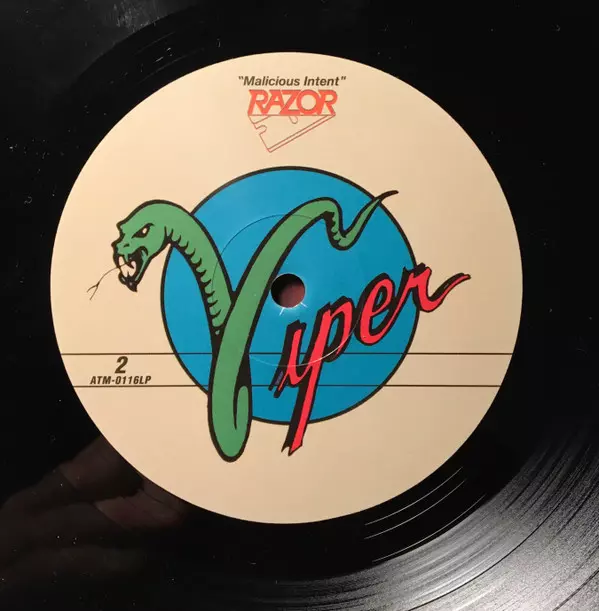 "Malicious Intent"
RAZOR
Viper
2
ATM-0116LP